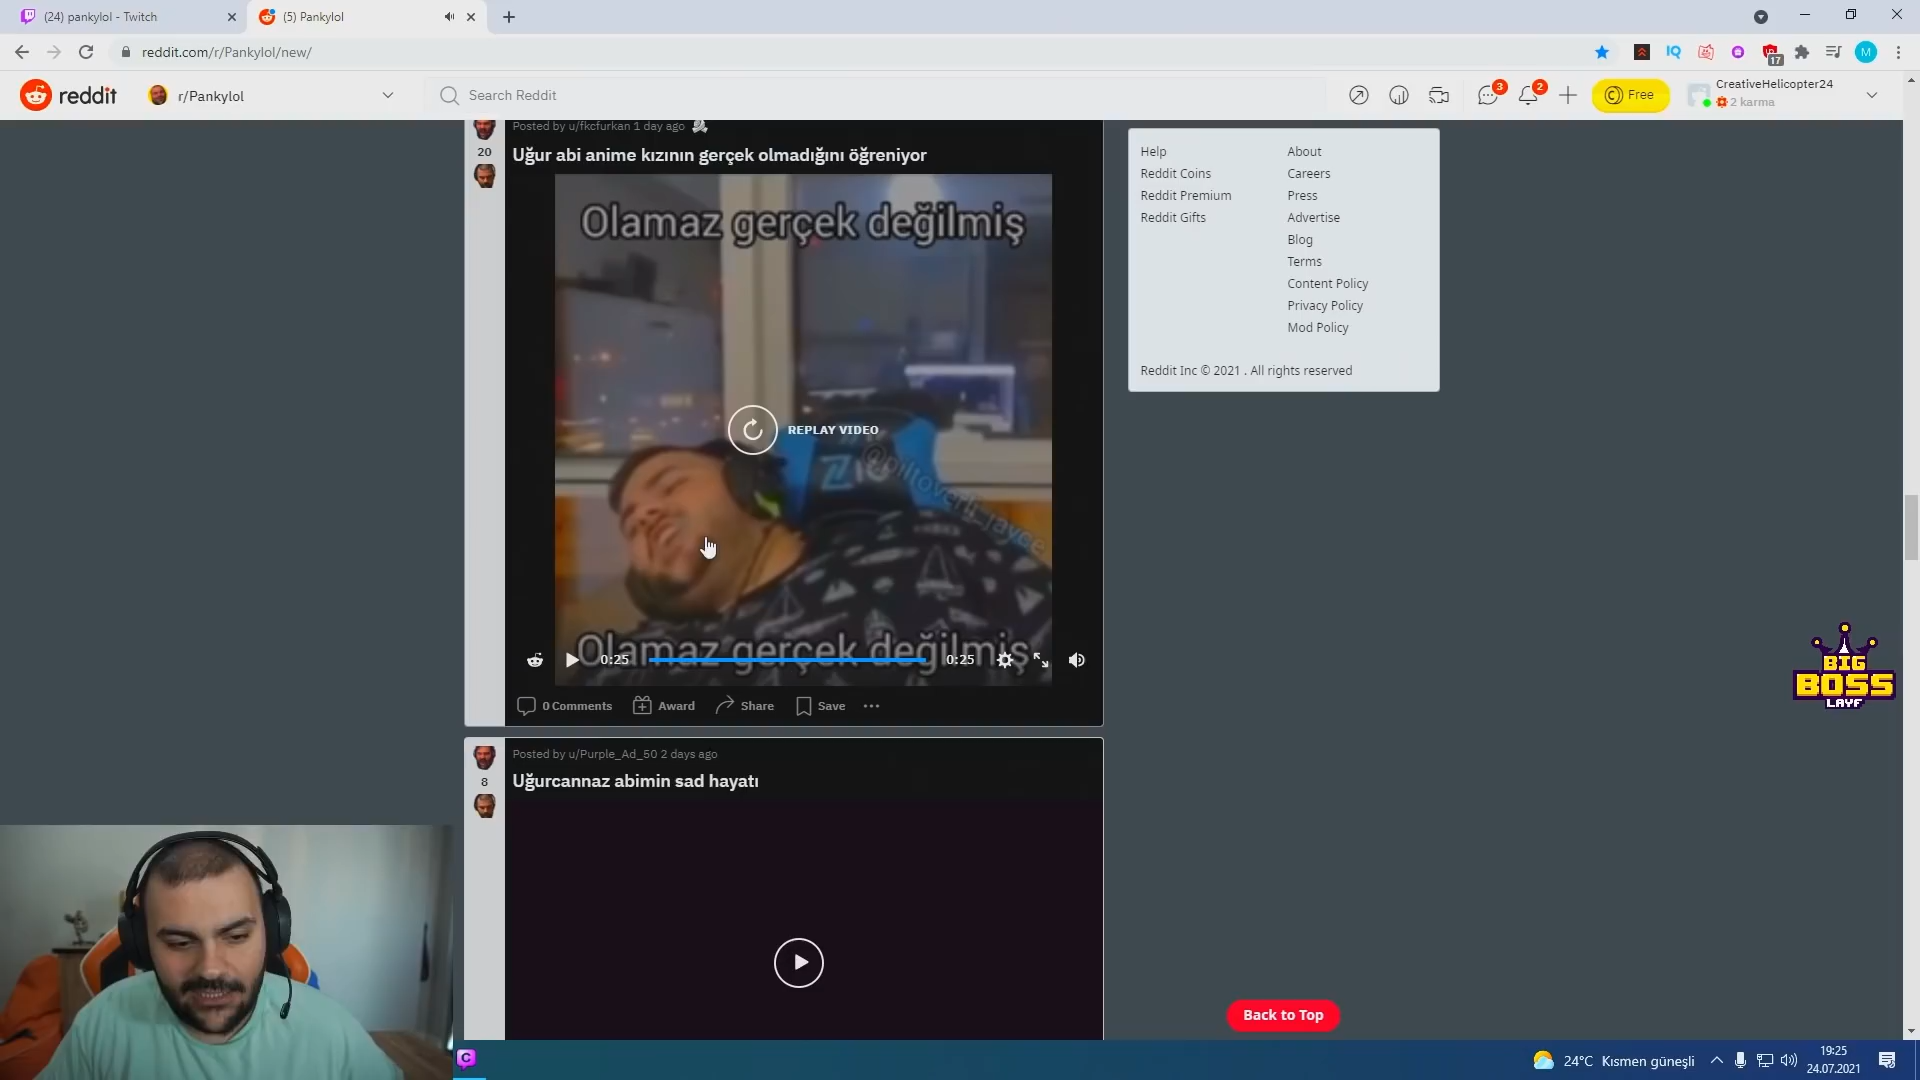 (24) pankylol - Twitch
(5) Pankylol
reddit.com/r/Pankylol/new/
IQ
17
M
reddit
r/Pankylol
Search Reddit
3
2
Free
CreativeHelicopter24
2 karma
Posted by u/fkcfurkan 1 day ago
20
Uğur abi anime kızının gerçek olmadığını öğreniyor
Olamaz gerçek değilmiş
REPLAY VIDEO
@piltoverli_jayce
Olamaz gerçek değilmiş
0:25
0:25
0 Comments
Award
Share
Save
Posted by u/Purple_Ad_50 2 days ago
8
Uğurcannaz abimin sad hayatı
Help
Reddit Coins
Reddit Premium
Reddit Gifts
About
Careers
Press
Advertise
Blog
Terms
Content Policy
Privacy Policy
Mod Policy
Reddit Inc © 2021 . All rights reserved
BIG
BOSS
LAYF
Back to Top
24°C Kısmen güneşli
19:25
24.07.2021